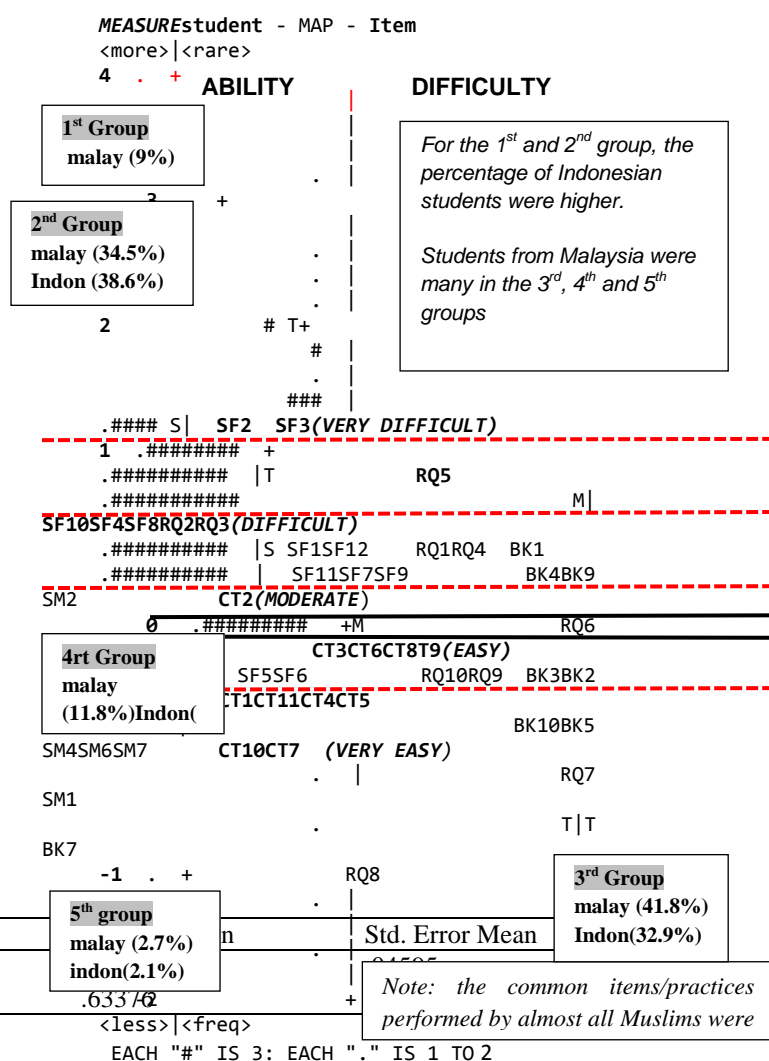 MEASUREstudent - MAP - Item
<more>|<rare>
4 . +
ABILITY DIFFICULTY
|
1st Group
malay (9%)
|
|
. |
For the 1st and 2nd group, the
percentage of Indonesian
students were higher.
Students from Malaysia were
many in the 3rd, 4th and 5th
groups
3 +
2nd Group
malay (34.5%)
Indon (38.6%)
|
. |
. |
. |
2 # T+
# |
. |
### |
.#### S| SF2 SF3(VERY DIFFICULT)
1 .######## +
.########## |T RQ5
.########### M|
SF10SF4SF8RQ2RQ3(DIFFICULT)
.########## |S SF1SF12 RQ1RQ4 BK1
.########## | SF11SF7SF9 BK4BK9
SM2 CT2(MODERATE)
0 .######### +M RQ6
CT3CT6CT8T9(EASY)
4rt Group
malay
(11.8%)Indon(
SF5SF6 RQ10RQ9 BK3BK2
CT1CT11CT4CT5
BK10BK5
SM4SM6SM7 CT10CT7 (VERY EASY)
. | RQ7
SM1
. T|T
BK7
-1 . + RQ8
3rd Group
malay (41.8%)
Indon(32.9%)
. |
5th group
malay (2.7%)
indon(2.1%)
n Std. Error Mean
. |
|
+
Note: the common items/practices
performed by almost all Muslims were
<less>|<freq>
EACH "#" IS 3: EACH "." IS 1 TO 2